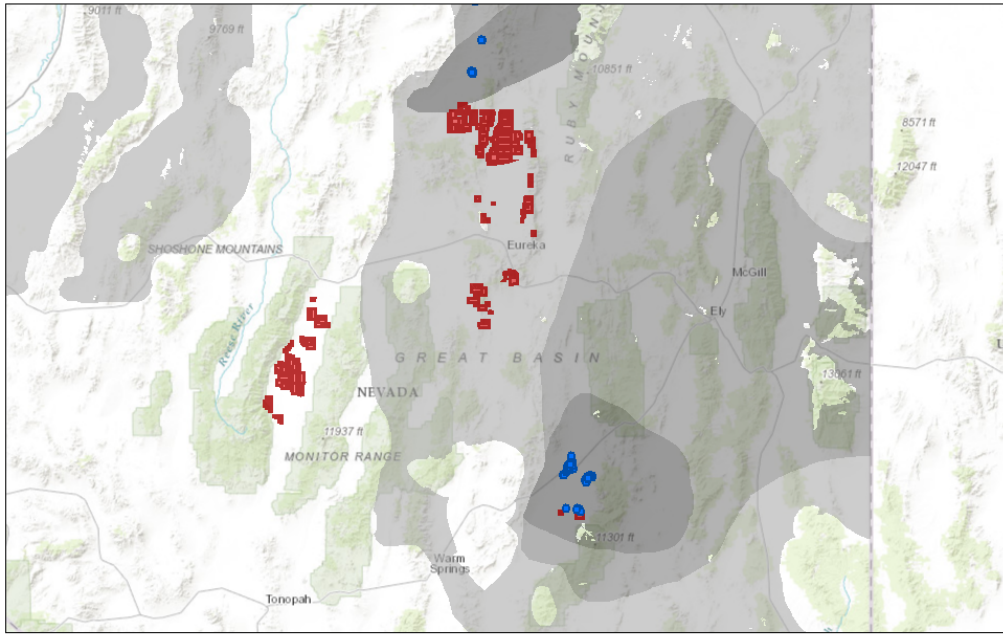 9011 ft
9769 ft
10851 ft
RUBY MOUN
8571 ft
12047 ft
SHOSHONE MOUNTAINS
Eureka
McGill
Ely
Reese River
GREAT BASIN
NEVADA
13061 ft
11937 ft
MONITOR RANGE
11301 ft
Warm
Springs
Tonopah